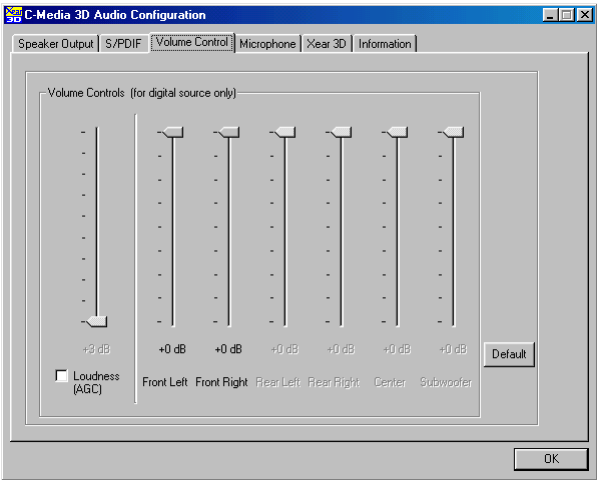 Xear 3D C-Media 3D Audio Configuration
Speaker Output S/PDIF Volume Control Microphone Xear 3D Information
Volume Controls (for digital source only)
+3 dB +0 dB +0 dB +0 dB +0 dB +0 dB +0 dB
Loudness (AGC)
Front Left Front Right Rear Left Rear Right Center Subwoofer
Default
OK